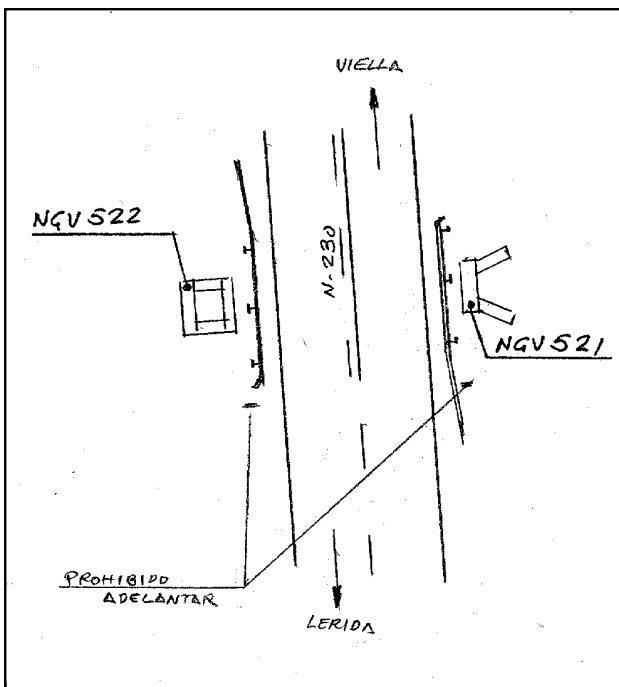 VIELLA
NGV 522
N-230
NGV 521
PROHIBIDO
ADELANTAR
LERIDA